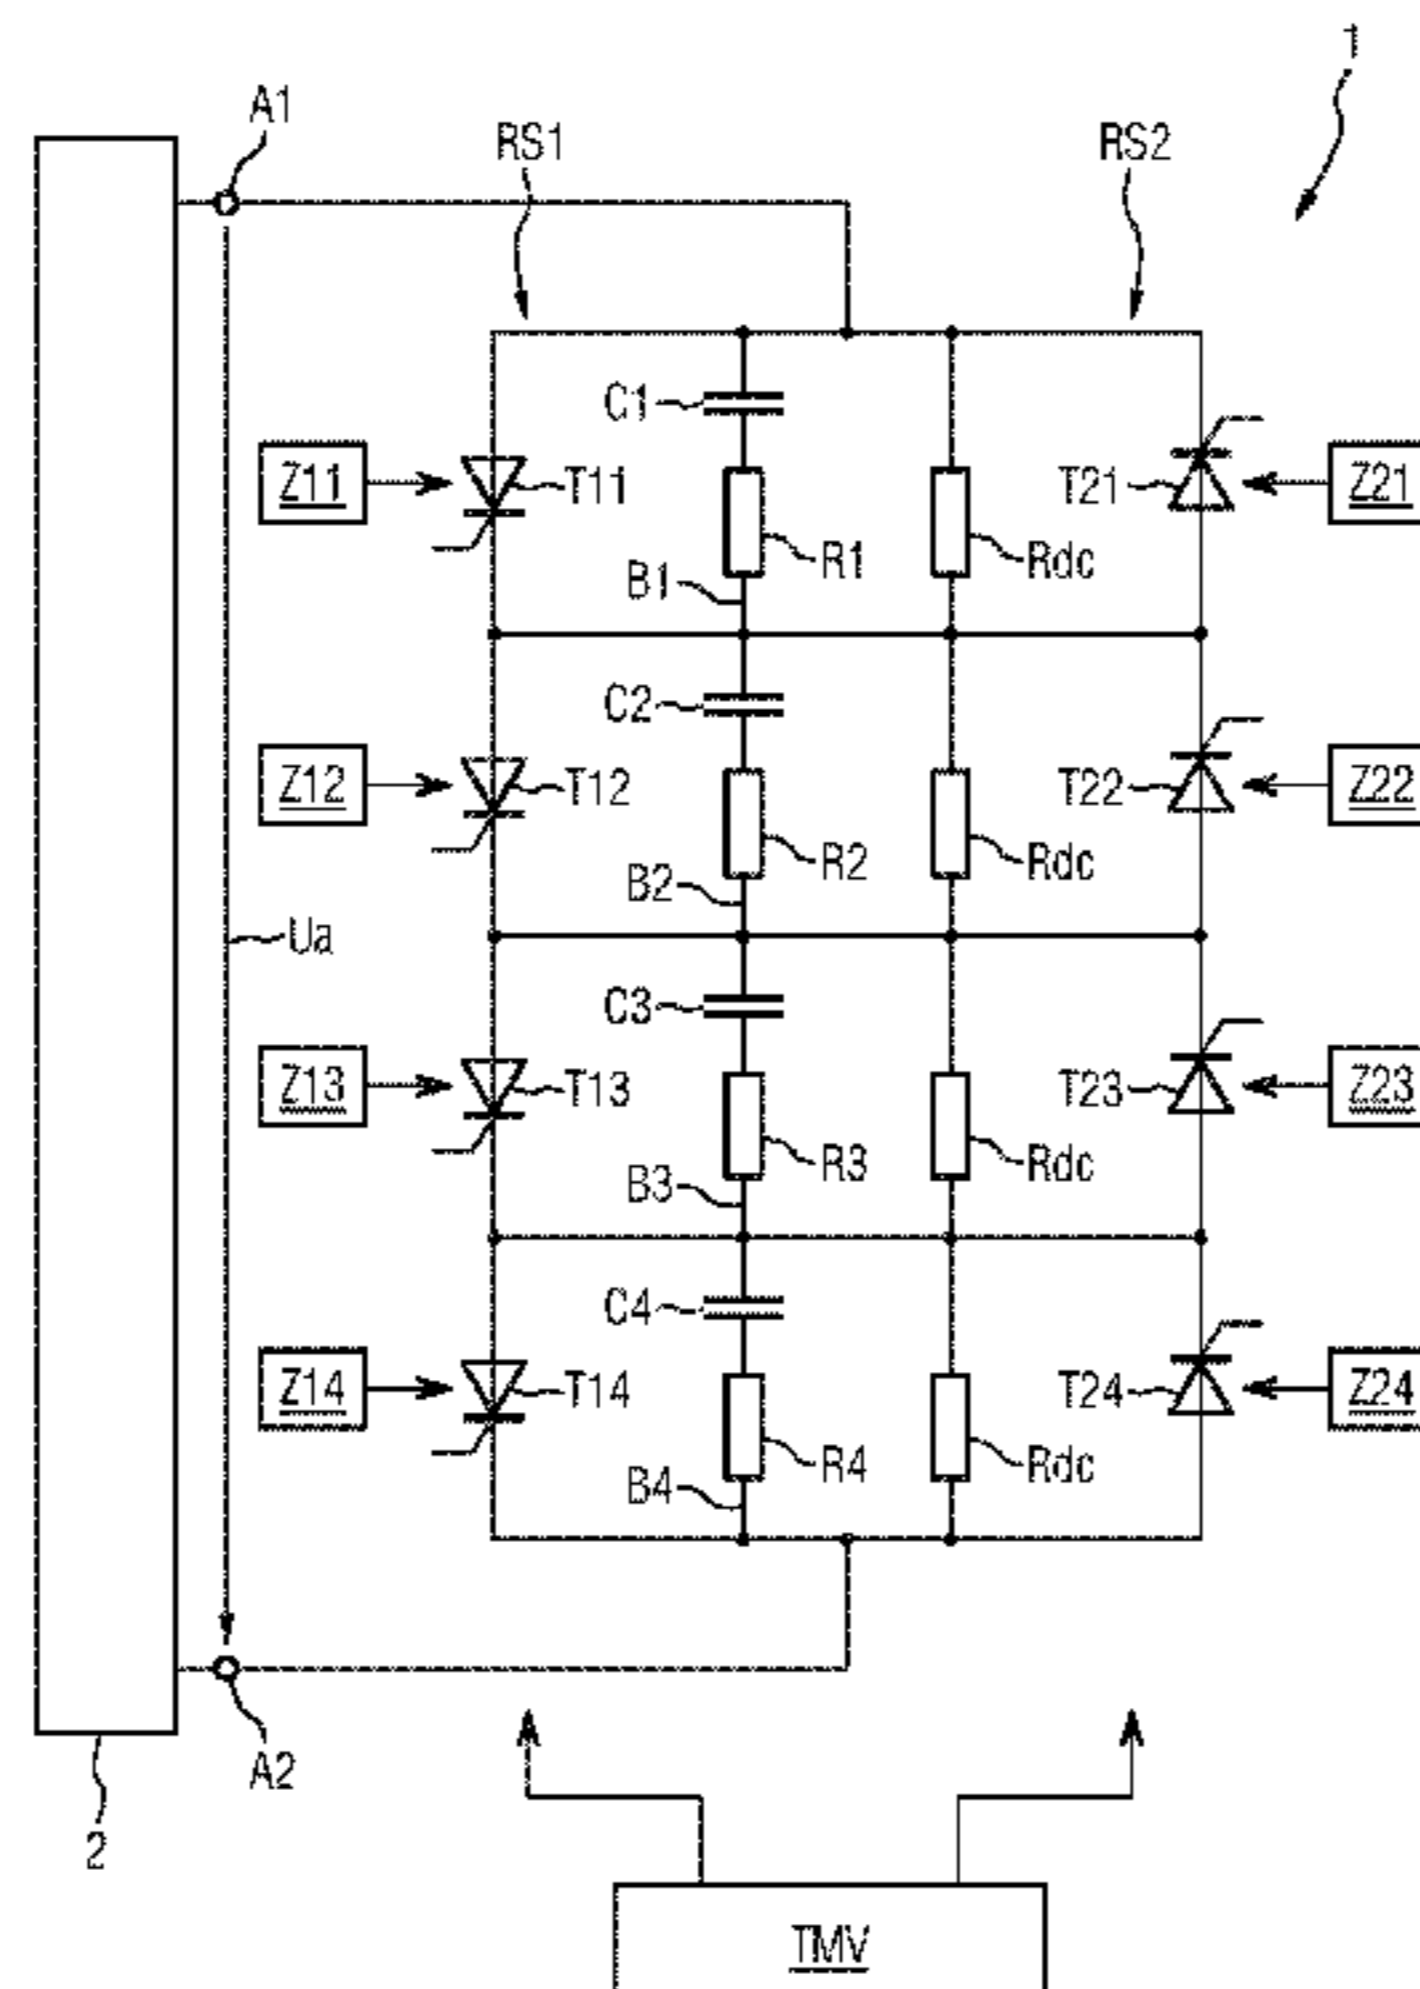 1
A1
RS1
RS2
C1
Z11
T11
T21
Z21
R1
Rdc
B1
C2
Z12
T12
T22
Z22
R2
Rdc
B2
Ua
C3
Z13
T13
T23
Z23
R3
Rdc
B3
C4
Z14
T14
T24
Z24
R4
Rdc
B4
A2
2
TMV